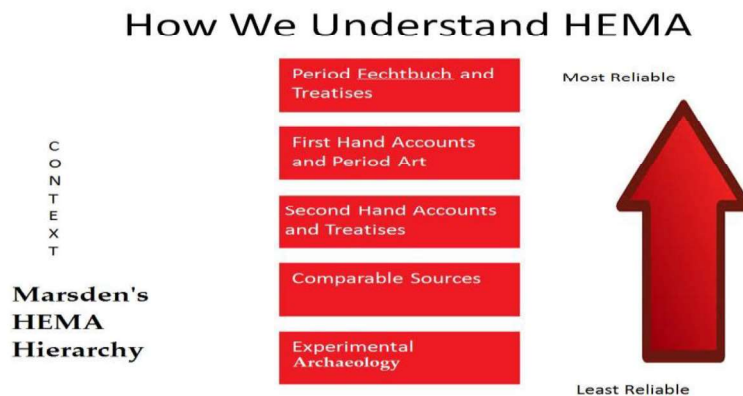 How We Understand HEMA
Period Fechtbuch and
Treatises
Most Reliable
First Hand Accounts
and Period Art
CONTEXT
Second Hand Accounts
and Treatises
Comparable Sources
Marsden's
HEMA
Hierarchy
Experimental
Archaeology
Least Reliable